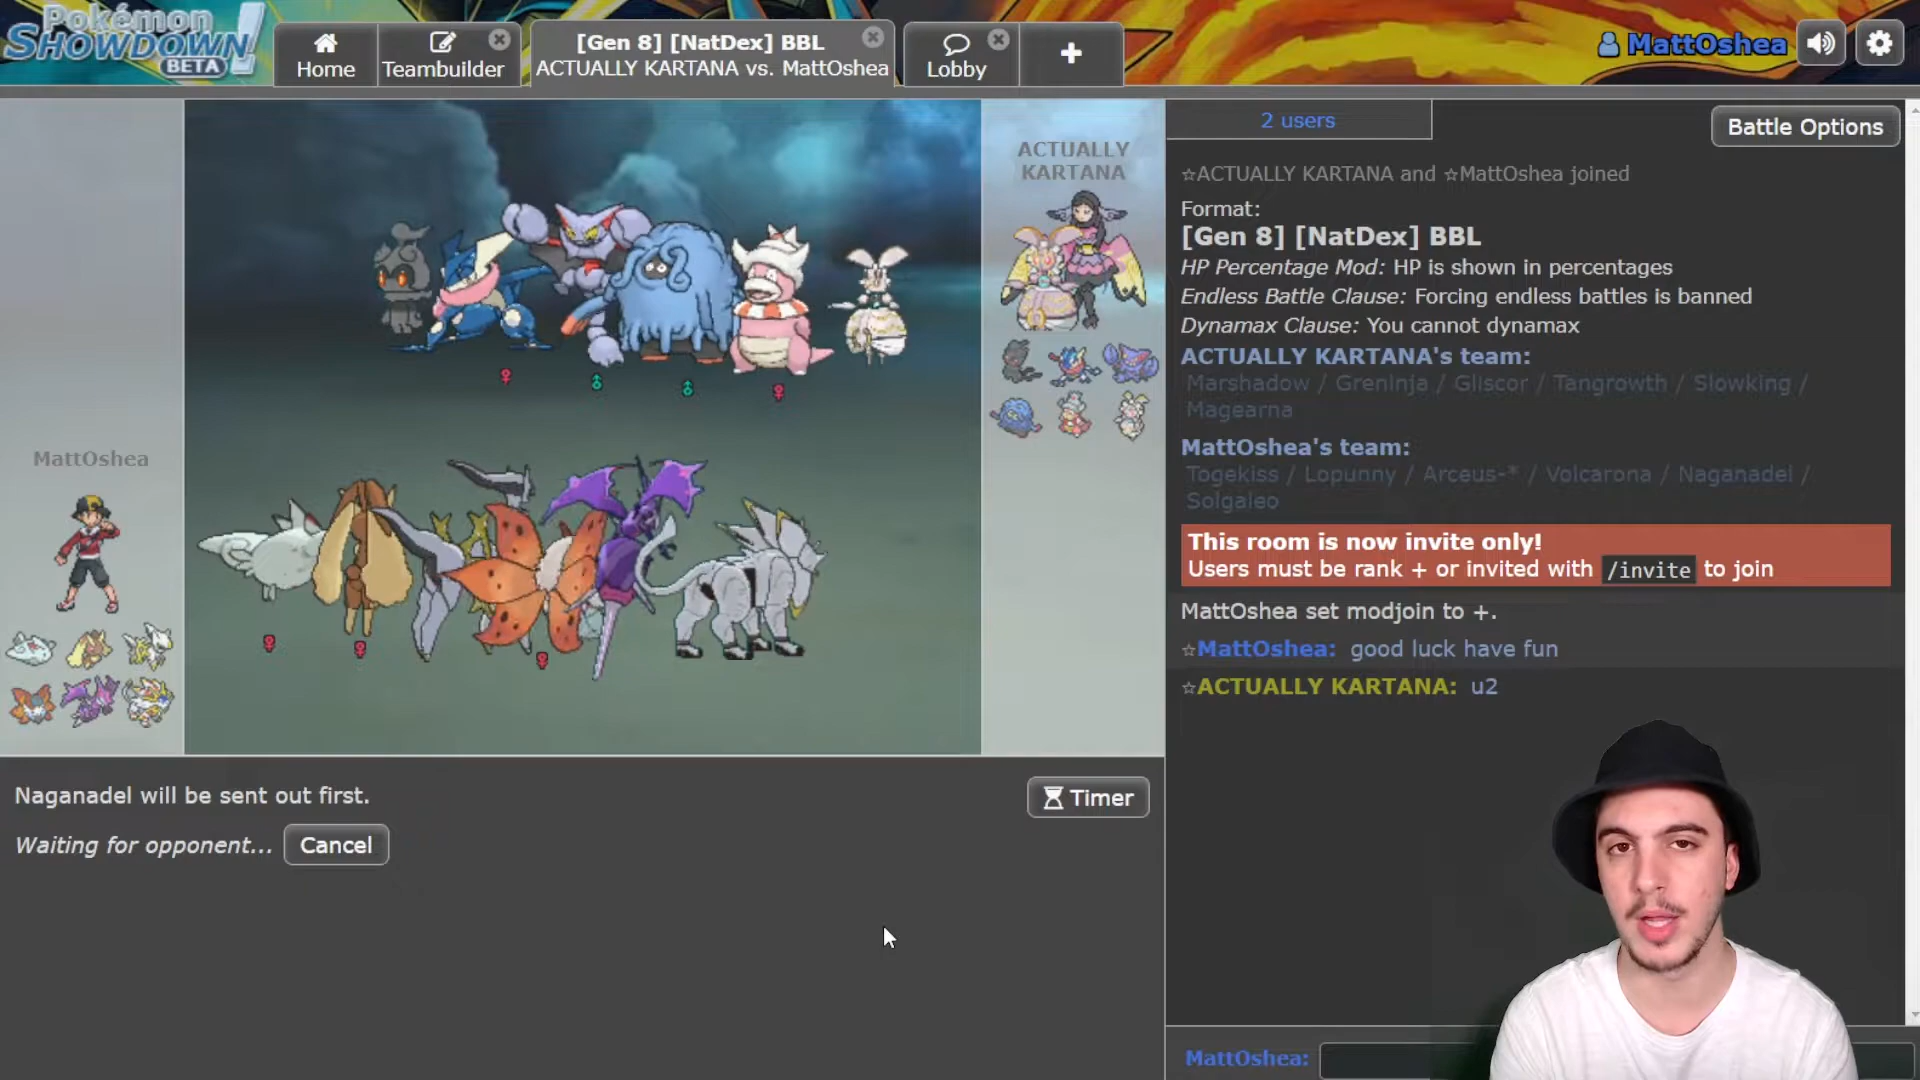 Pokémon
SHOWDOWN!
BETA
Home
Teambuilder
[Gen 8] [NatDex] BBL
ACTUALLY KARTANA vs. MattOshea
Lobby
MattOshea
2 users
Battle Options
ACTUALLY
KARTANA
MattOshea
☆ACTUALLY KARTANA and ☆MattOshea joined
Format:
[Gen 8] [NatDex] BBL
HP Percentage Mod: HP is shown in percentages
Endless Battle Clause: Forcing endless battles is banned
Dynamax Clause: You cannot dynamax
ACTUALLY KARTANA's team:
Marshadow / Greninja / Gliscor / Tangrowth / Slowking /
Magearna
MattOshea's team:
Togekiss / Lopunny / Arceus-* / Volcarona / Naganadel /
Solgaleo
This room is now invite only!
Users must be rank + or invited with /invite to join
MattOshea set modjoin to +.
☆MattOshea: good luck have fun
☆ACTUALLY KARTANA: u2
Naganadel will be sent out first.
Timer
Waiting for opponent... Cancel
MattOshea: